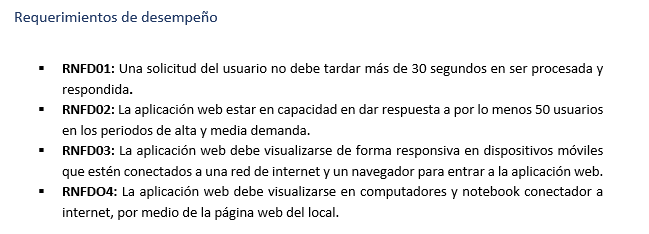 Requerimientos de desempeño
▪ RNFD01: Una solicitud del usuario no debe tardar más de 30 segundos en ser procesada y
respondida.
▪ RNFD02: La aplicación web estar en capacidad en dar respuesta a por lo menos 50 usuarios
en los periodos de alta y media demanda.
▪ RNFD03: La aplicación web debe visualizarse de forma responsiva en dispositivos móviles
que estén conectados a una red de internet y un navegador para entrar a la aplicación web.
▪ RNFDO4: La aplicación web debe visualizarse en computadores y notebook conectador a
internet, por medio de la página web del local.